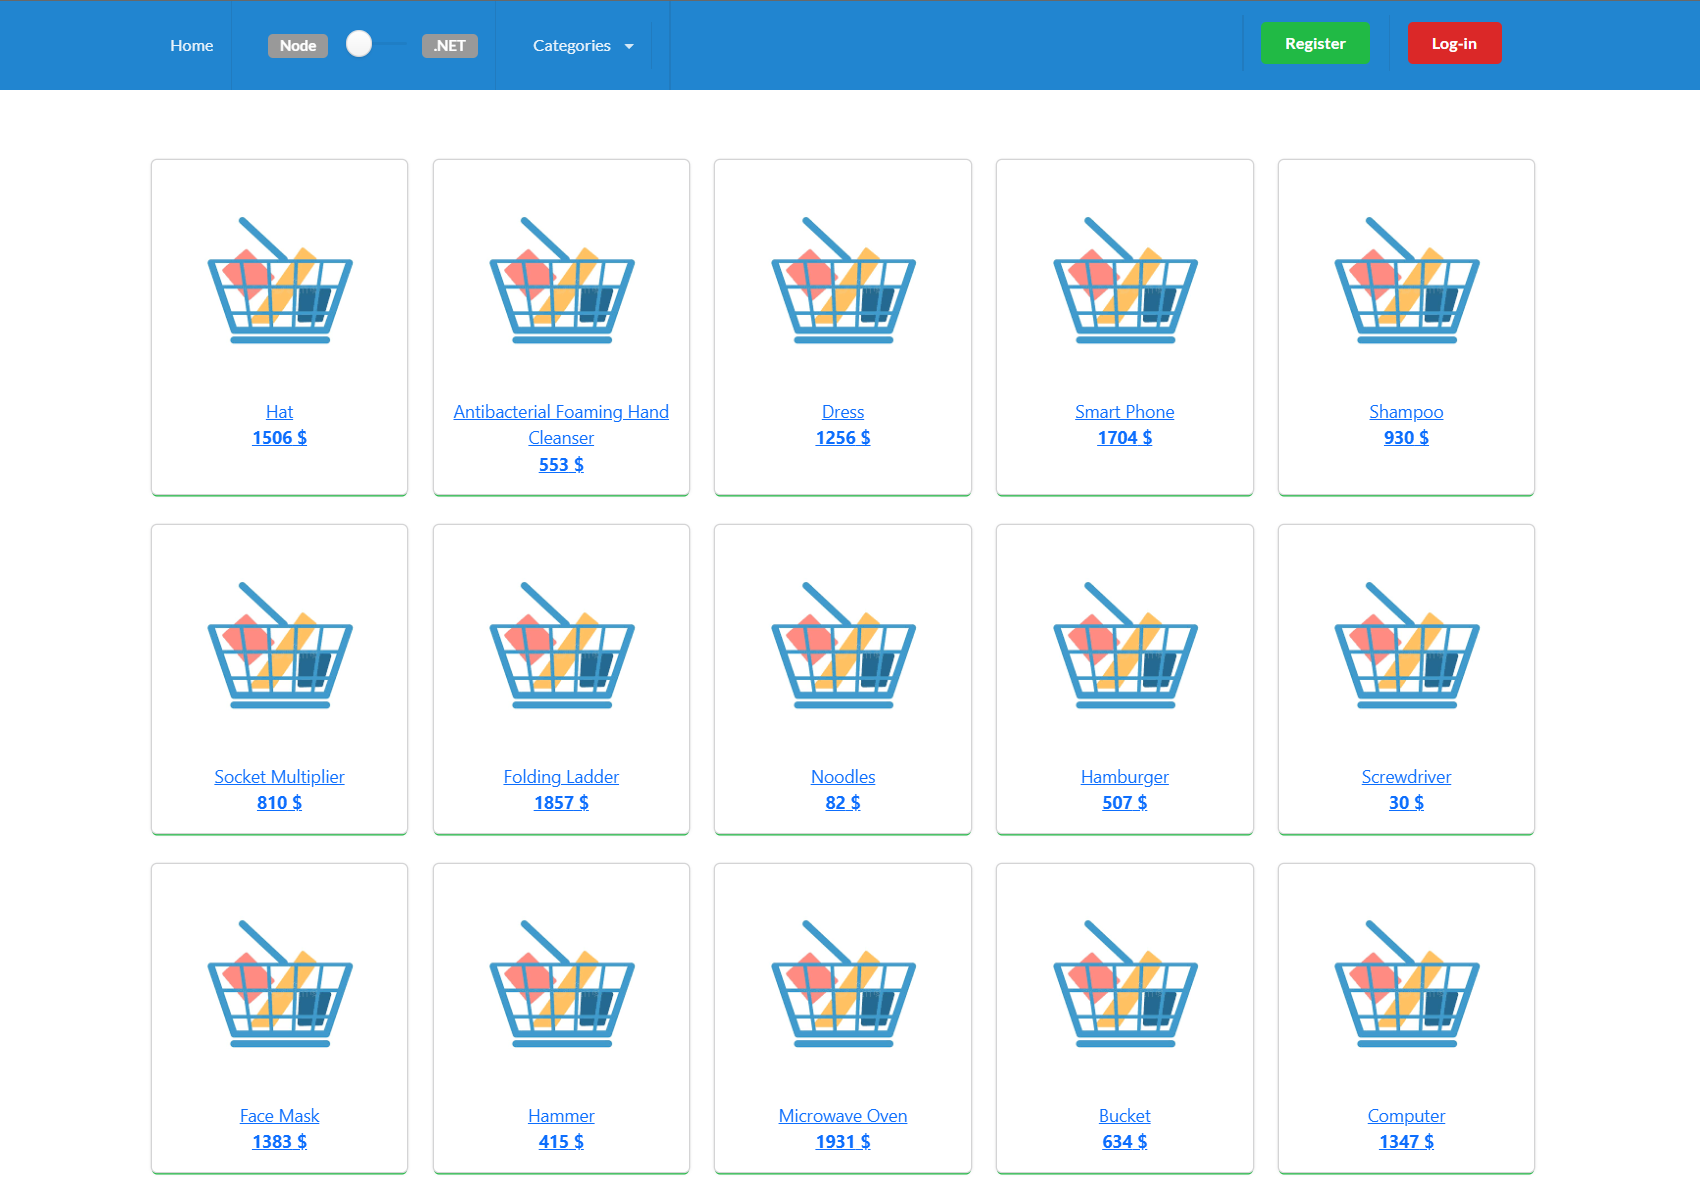 Home
Node
.NET
Categories
Register
Log-in
Hat
1506 $
Antibacterial Foaming Hand
Cleanser
553 $
Dress
1256 $
Smart Phone
1704 $
Shampoo
930 $
Socket Multiplier
810 $
Folding Ladder
1857 $
Noodles
82 $
Hamburger
507 $
Screwdriver
30 $
Face Mask
1383 $
Hammer
415 $
Microwave Oven
1931 $
Bucket
634 $
Computer
1347 $